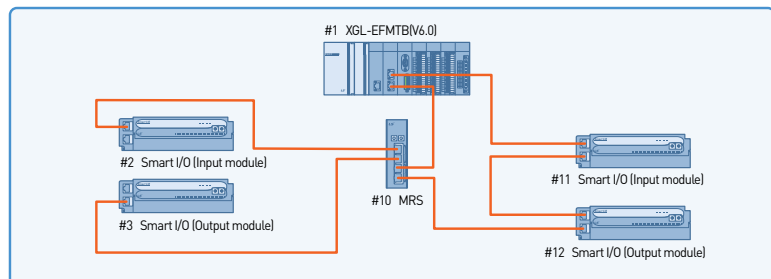 #1 XGL-EFMTB(V6.0)
#2 Smart I/O (Input module)
#3 Smart I/O (Output module)
#10 MRS
#11 Smart I/O (Input module)
#12 Smart I/O (Output module)